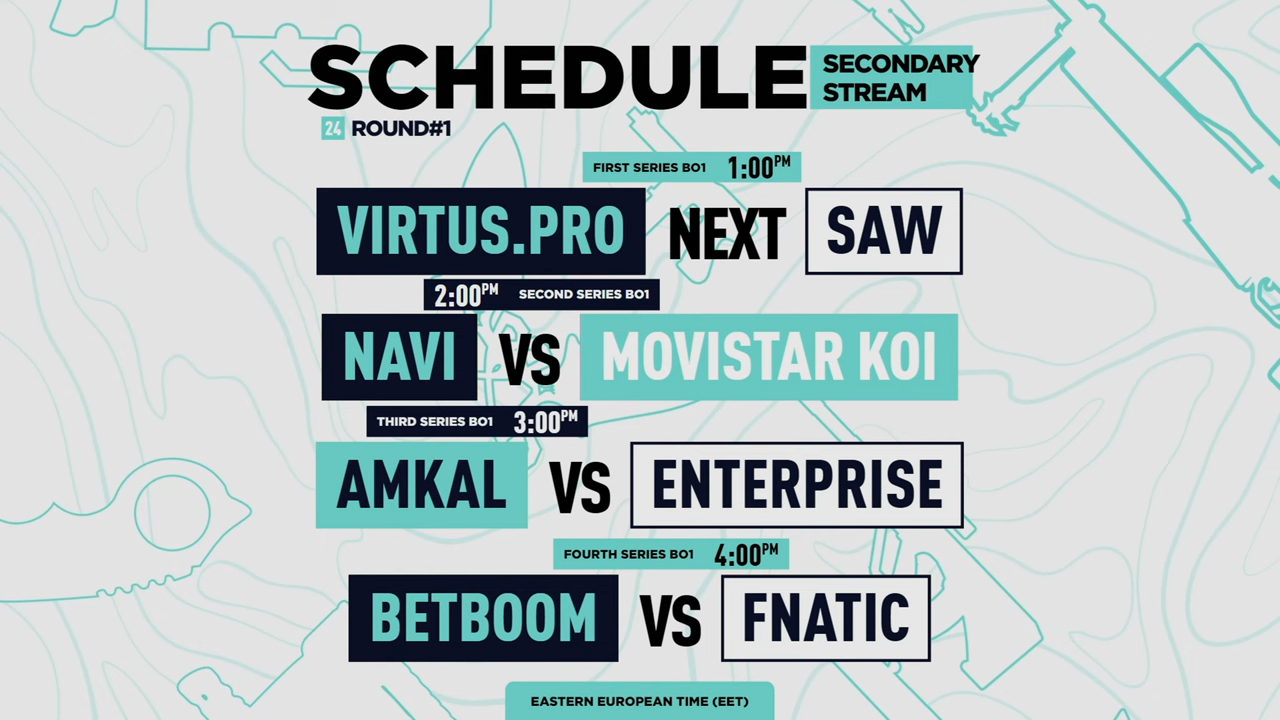 SCHEDULE
SECONDARY
STREAM
24 ROUND#1
FIRST SERIES BO1 1:00PM
VIRTUS.PRO NEXT SAW
2:00PM SECOND SERIES BO1
NAVI VS MOVISTAR KOI
THIRD SERIES BO1 3:00PM
AMKAL VS ENTERPRISE
FOURTH SERIES BO1 4:00PM
BETBOOM VS FNATIC
EASTERN EUROPEAN TIME (EET)